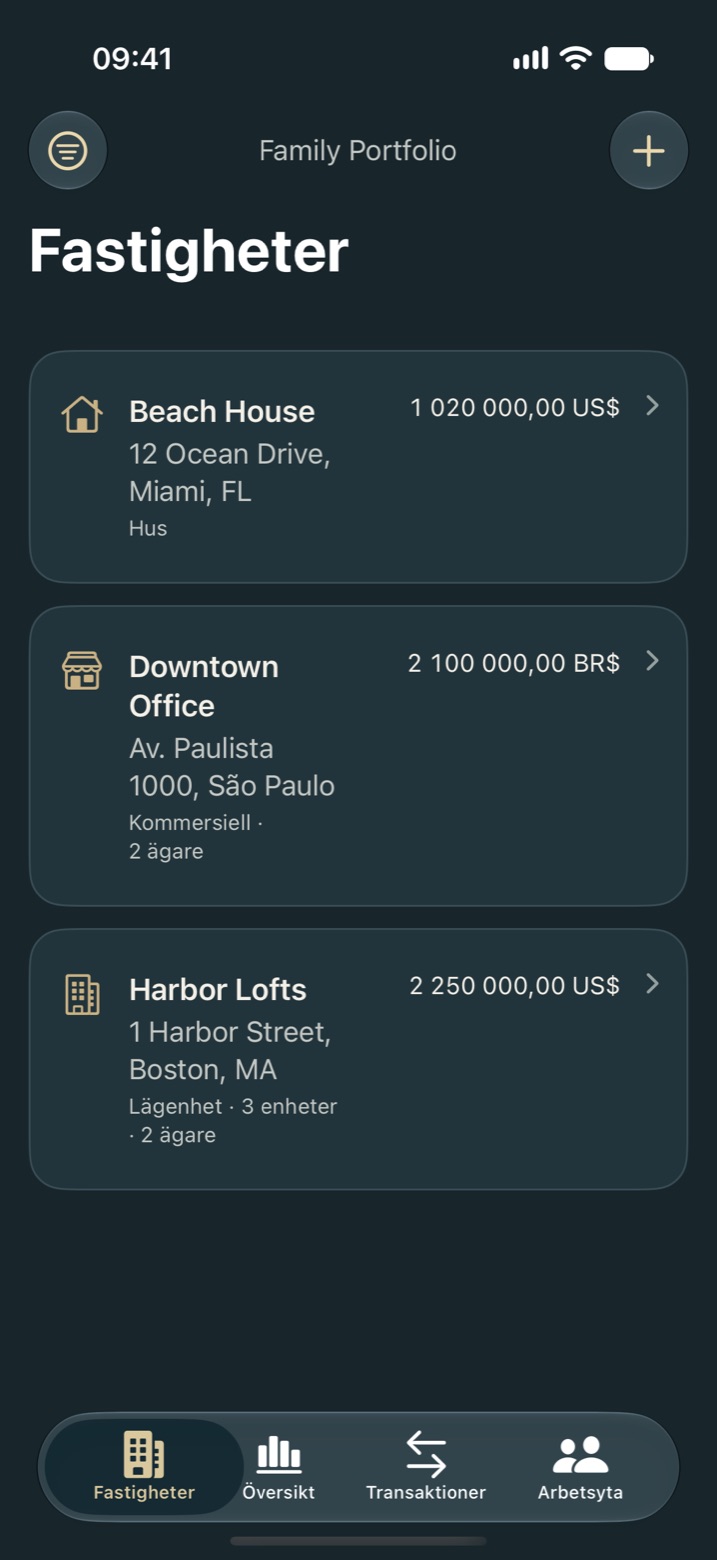 09:41
Family Portfolio
Fastigheter
Beach House
1 020 000,00 US$
12 Ocean Drive,
Miami, FL
Hus
Downtown
Office
2 100 000,00 BR$
Av. Paulista
1000, São Paulo
Kommersiell ·
2 ägare
Harbor Lofts
2 250 000,00 US$
1 Harbor Street,
Boston, MA
Lägenhet · 3 enheter
· 2 ägare
Fastigheter
Översikt
Transaktioner
Arbetsyta